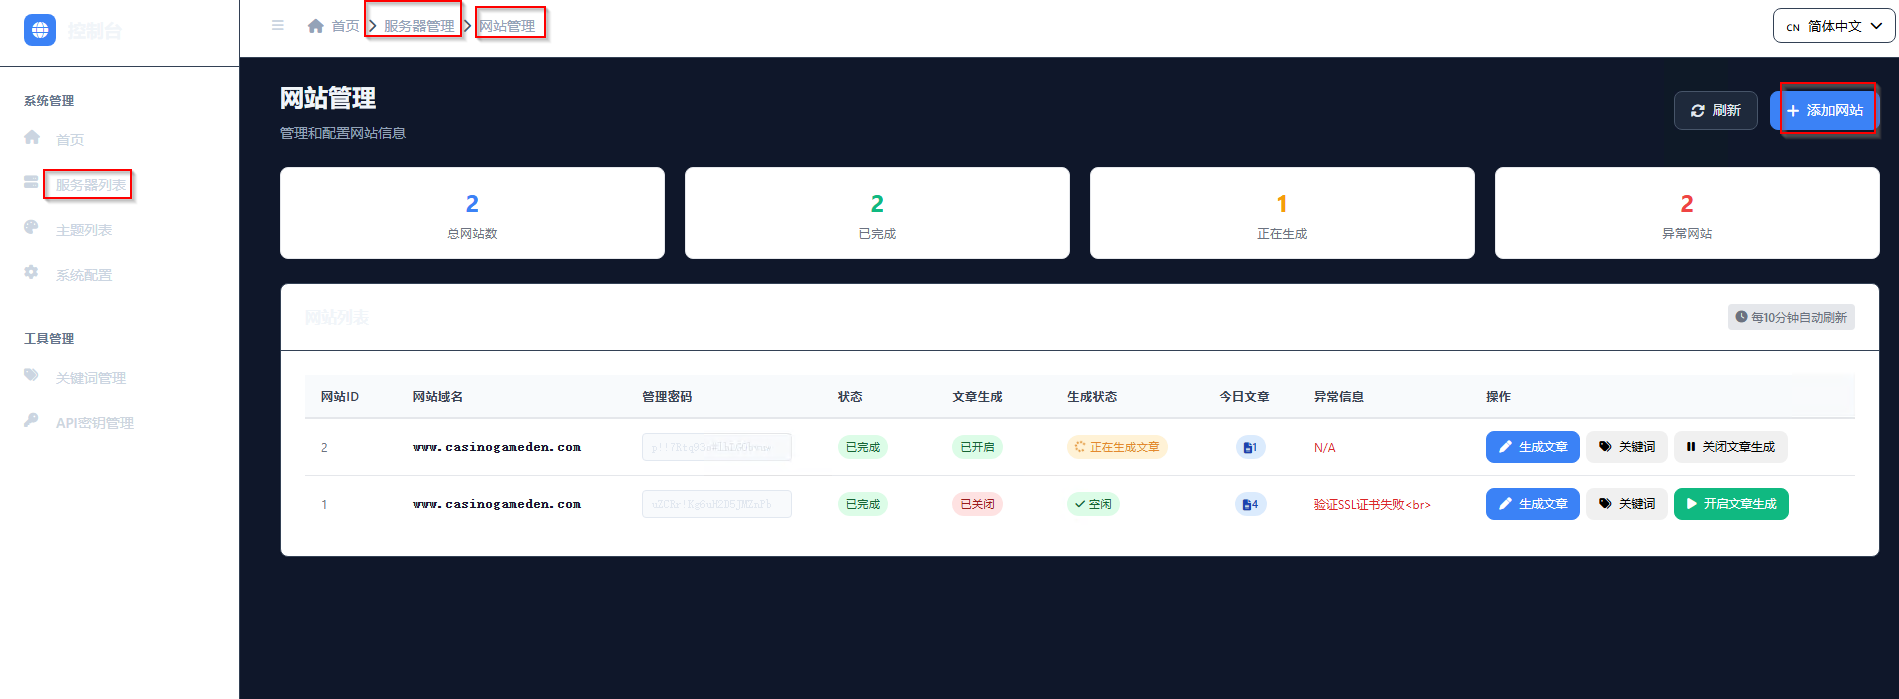 控制台
首页
服务器管理
网站管理
CN 简体中文
系统管理
首页
服务器列表
主题列表
系统配置
工具管理
关键词管理
API密钥管理
网站管理
管理和配置网站信息
刷新
添加网站
2
总网站数
2
已完成
1
正在生成
2
异常网站
网站列表
每10分钟自动刷新
网站ID 网站域名 管理密码 状态 文章生成 生成状态 今日文章 异常信息 操作
2 www.casinogameden.com 已完成 已开启 正在生成文章 1 N/A 生成文章 关键词 关闭文章生成
1 www.casinogameden.com 已完成 已关闭 空闲 4 验证SSL证书失败<br> 生成文章 关键词 开启文章生成